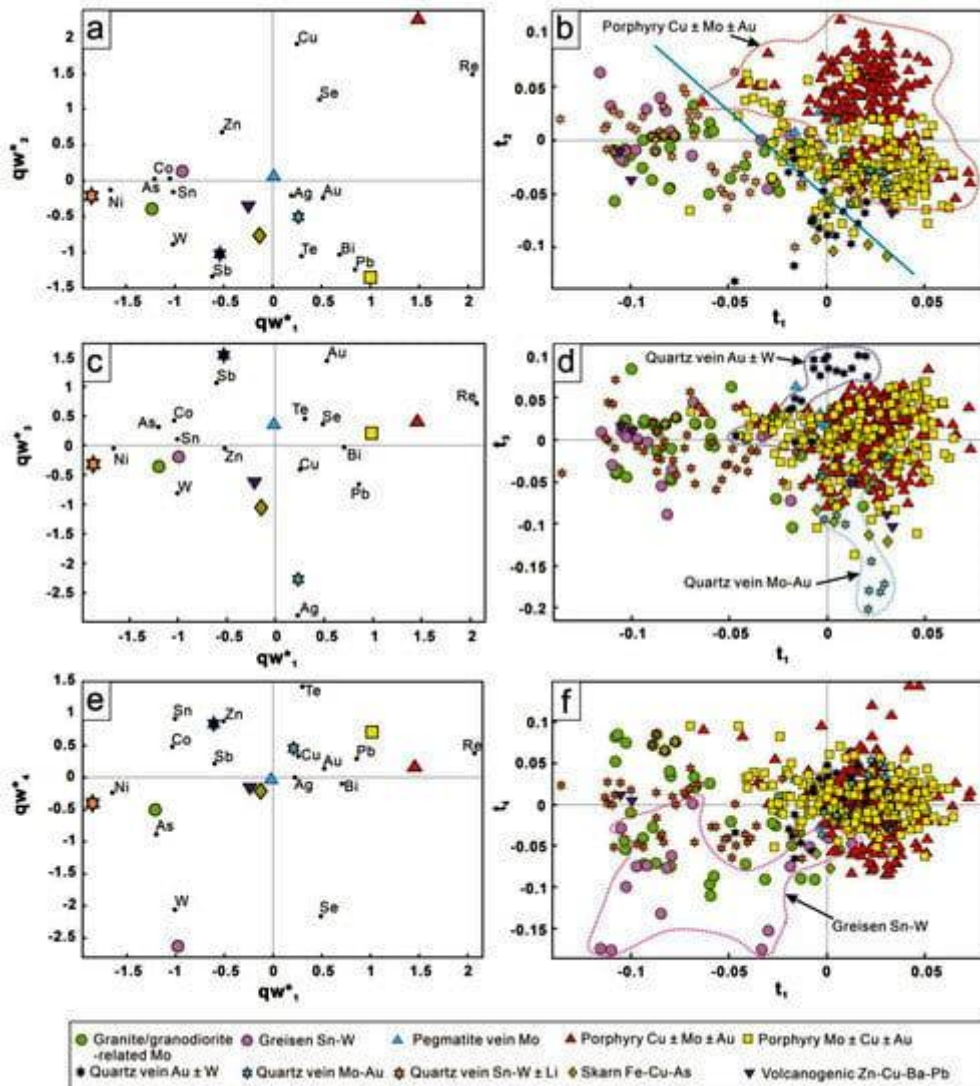 a
2
1.5
1
0.5
0
-0.5
-1
-1.5
qw*₂
Cu
Re
Se
Zn
Co
As
Sn
Ni
Ag
Au
W
Te
Bi
Sb
Pb
-1.5 -1 -0.5 0 0.5 1 1.5 2
qw*₁
b
Porphyry Cu ± Mo ± Au
0.1
0.05
0
-0.05
-0.1
t₂
-0.1 -0.05 0 0.05
t₁
c
1.5
1
0.5
0
-0.5
-1
-1.5
-2
-2.5
qw*₃
Au
Sb
Re
Co
Te
Se
As
Sn
Ni
Zn
Bi
Cu
W
Pb
Ag
-1.5 -1 -0.5 0 0.5 1 1.5 2
qw*₁
d
Quartz vein Au ± W
0.1
0.05
0
-0.05
-0.1
-0.15
-0.2
t₃
Quartz vein Mo-Au
-0.1 -0.05 0 0.05
t₁
e
1.5
1
0.5
0
-0.5
-1
-1.5
-2
-2.5
qw*₄
Te
Sn
Zn
Co
Sb
Cu
Pb
Re
Au
Ni
Ag
Bi
As
W
Se
-1.5 -1 -0.5 0 0.5 1 1.5 2
qw*₁
f
0.1
0.05
0
-0.05
-0.1
-0.15
t₄
Greisen Sn-W
-0.1 -0.05 0 0.05
t₁
Granite/granodiorite Greisen Sn-W Pegmatite vein Mo Porphyry Cu ± Mo ± Au Porphyry Mo ± Cu ± Au
-related Mo
Quartz vein Au ± W Quartz vein Mo-Au Quartz vein Sn-W ± Li Skarn Fe-Cu-As Volcanogenic Zn-Cu-Ba-Pb